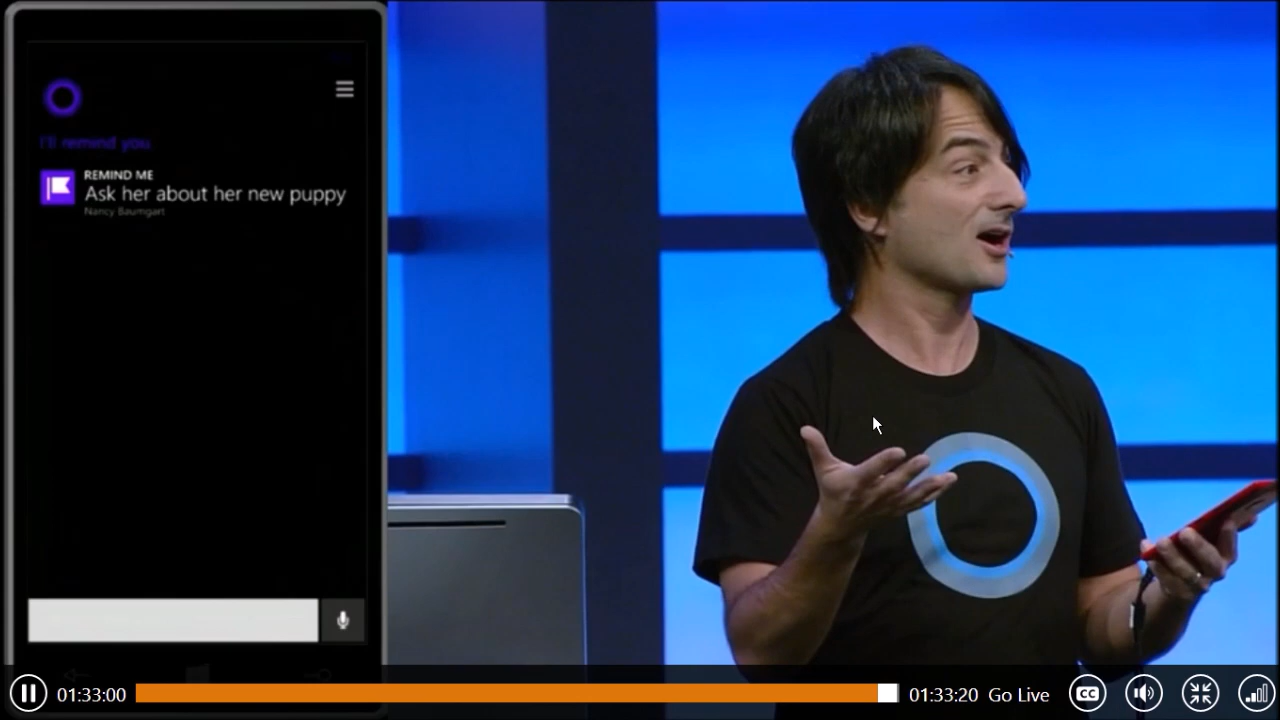 I'll remind you
REMIND ME
Ask her about her new puppy
Nancy Baumgart
01:33:00
01:33:20 Go Live
CC